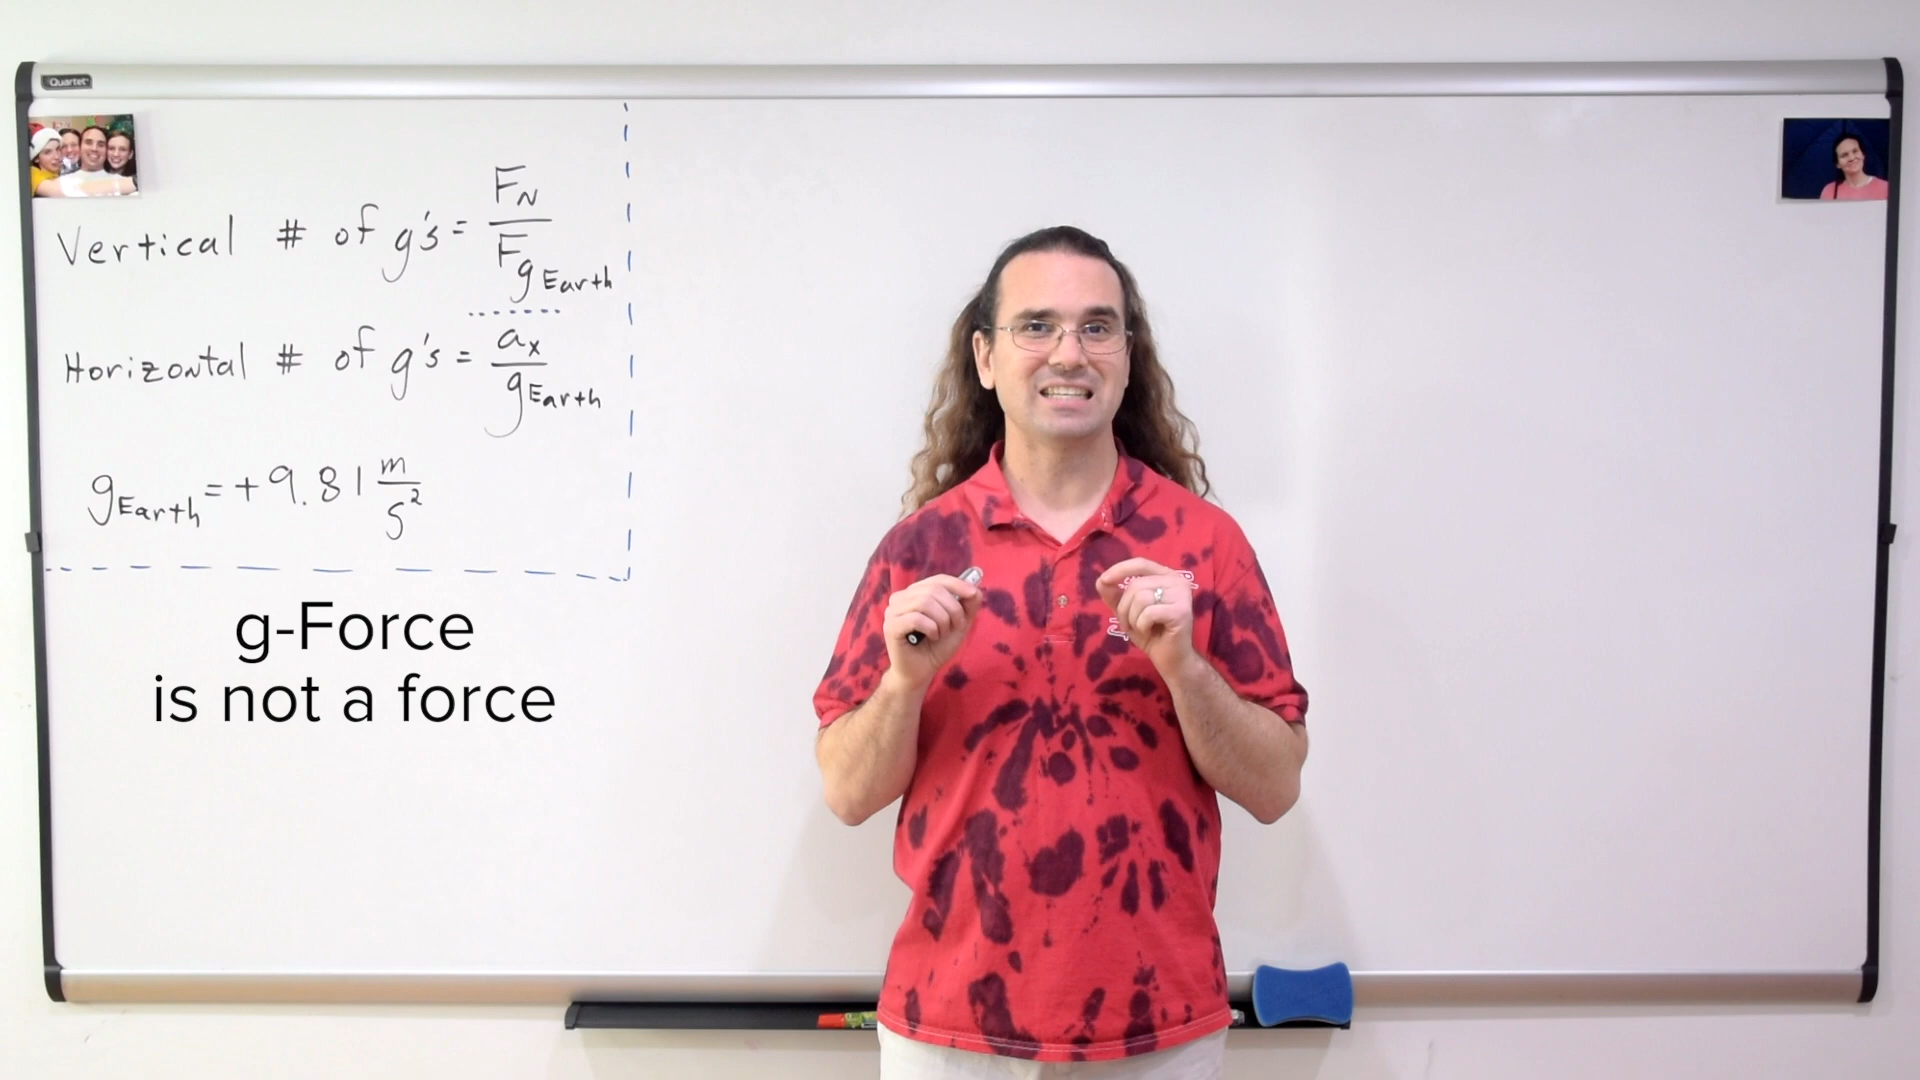 Quartet
Vertical # of g's = F_N / F_g Earth
Horizontal # of g's = a_x / g_Earth
g_Earth = +9.81 m/s²
g-Force
is not a force